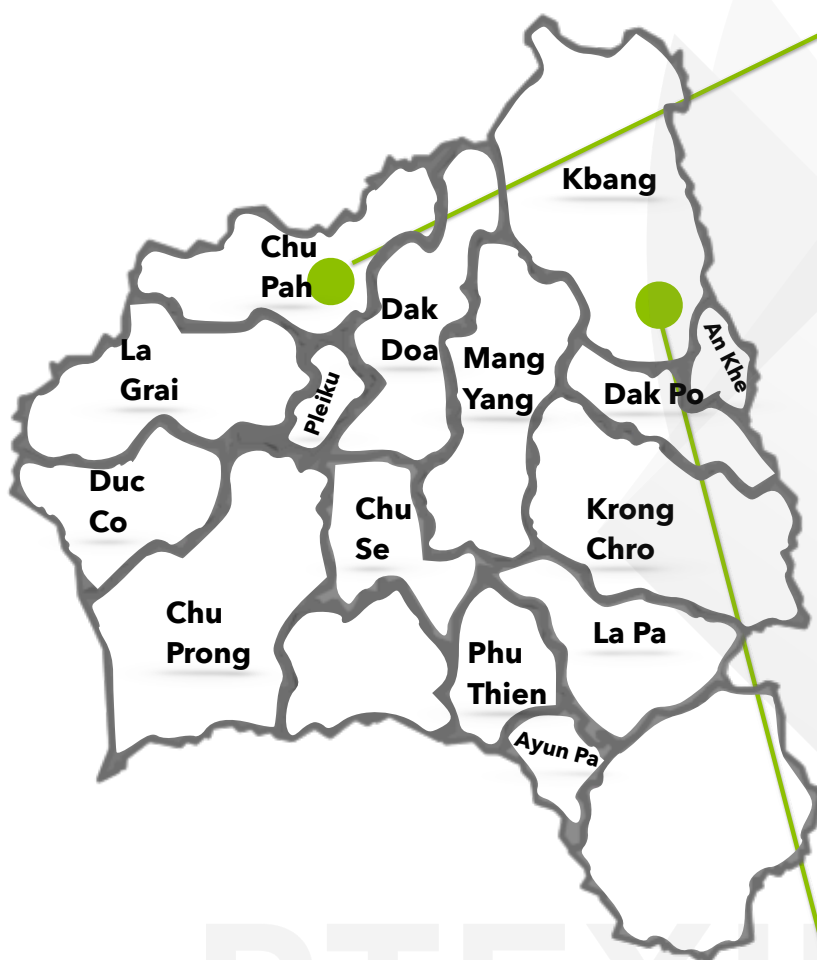 Kbang
Chu
Pah
Dak
Doa
An Khe
La
Grai
Mang
Yang
Pleiku
Dak Po
Duc
Co
Chu
Se
Krong
Chro
Chu
Prong
La Pa
Phu
Thien
Ayun Pa